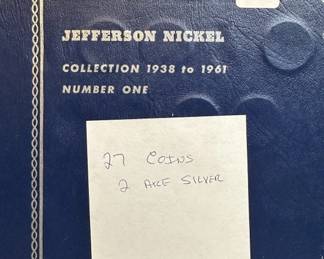 JEFFERSON NICKEL
COLLECTION 1938 to 1961
NUMBER ONE
27 COINS
2 ARE SILVER